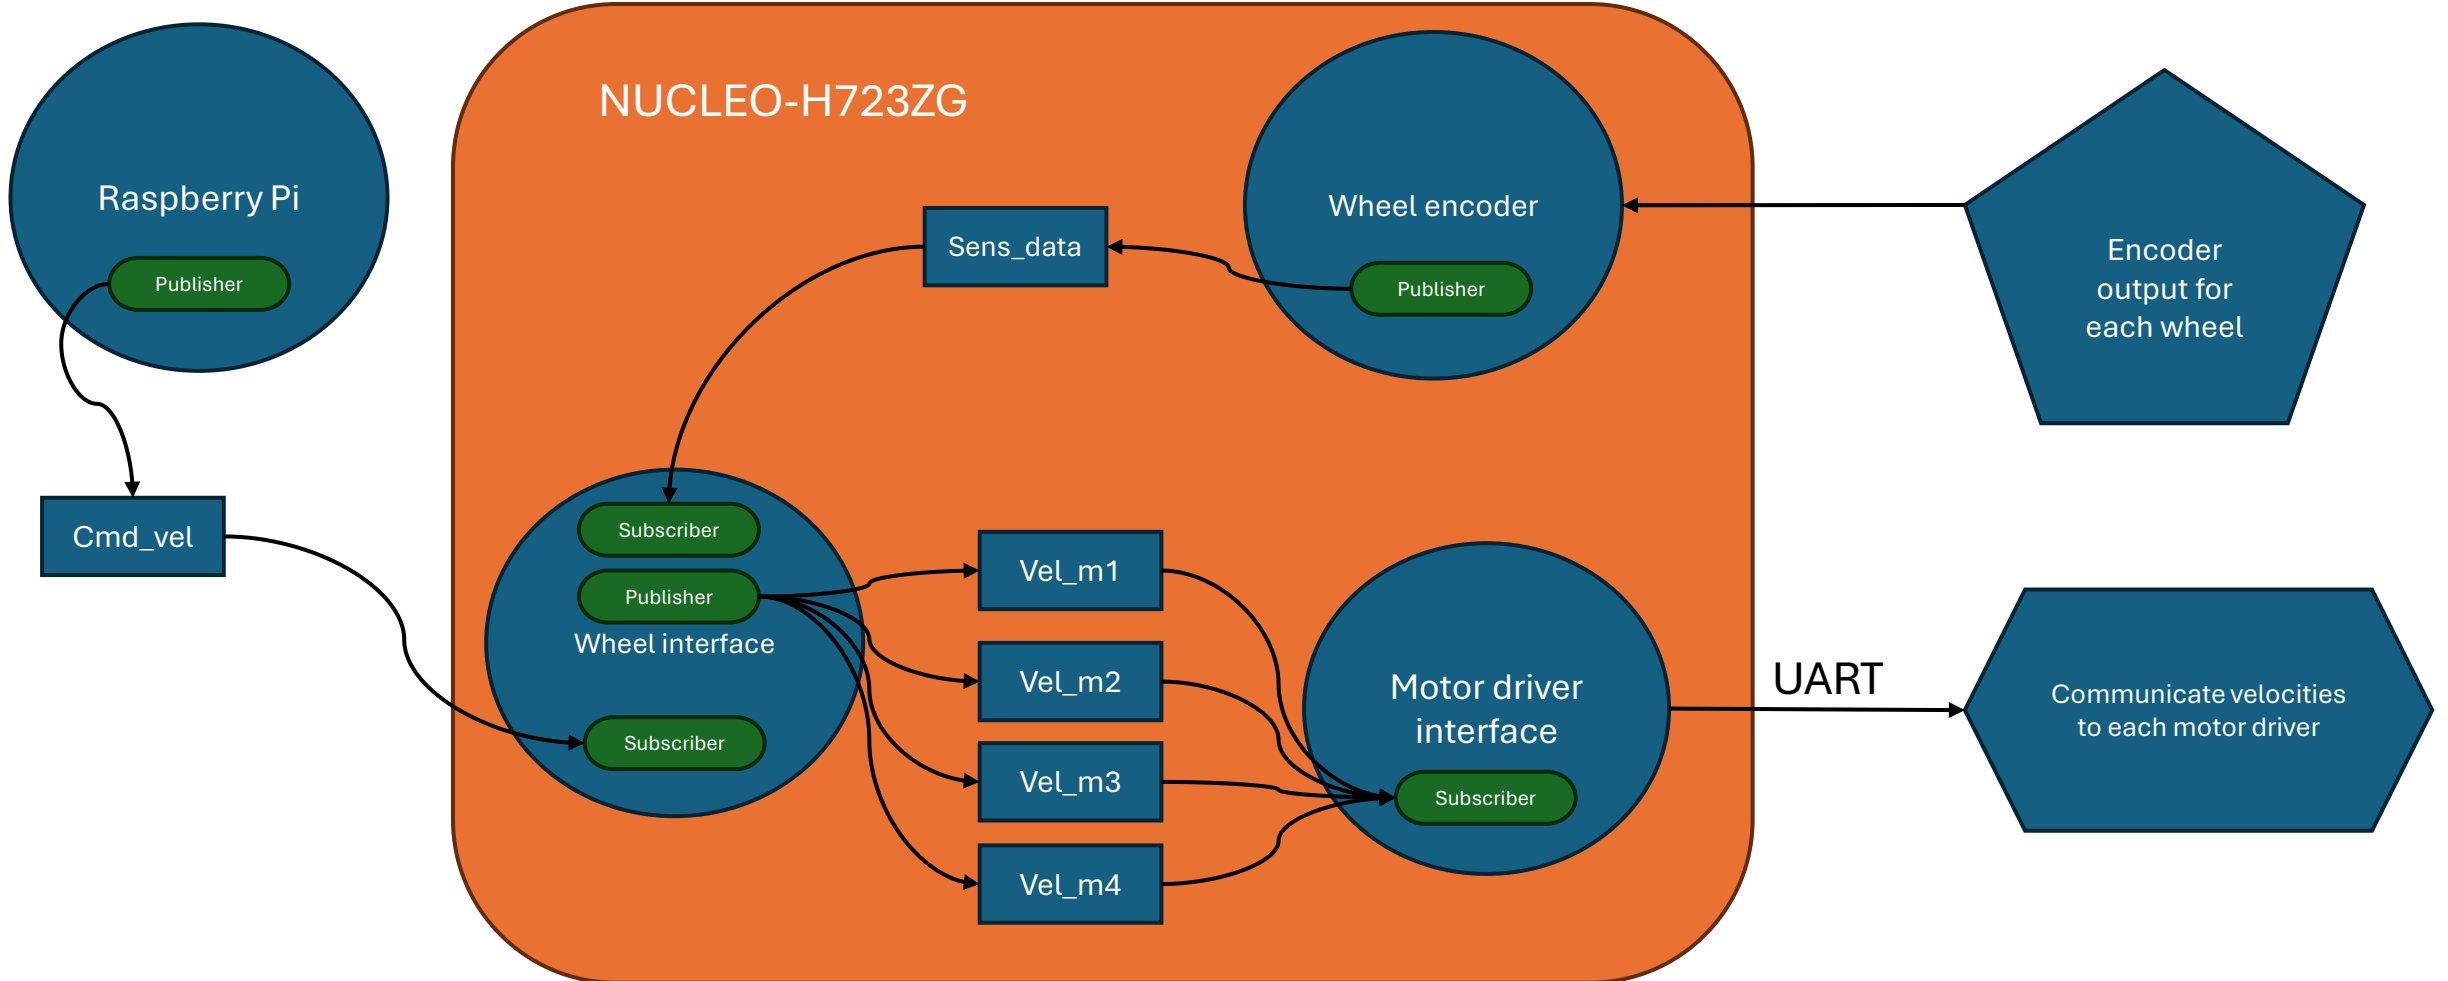 NUCLEO-H723ZG
Raspberry Pi
Publisher
Cmd_vel
Sens_data
Wheel encoder
Publisher
Encoder
output for
each wheel
Subscriber
Publisher
Wheel interface
Subscriber
Vel_m1
Vel_m2
Vel_m3
Vel_m4
Motor driver
interface
Subscriber
UART
Communicate velocities
to each motor driver